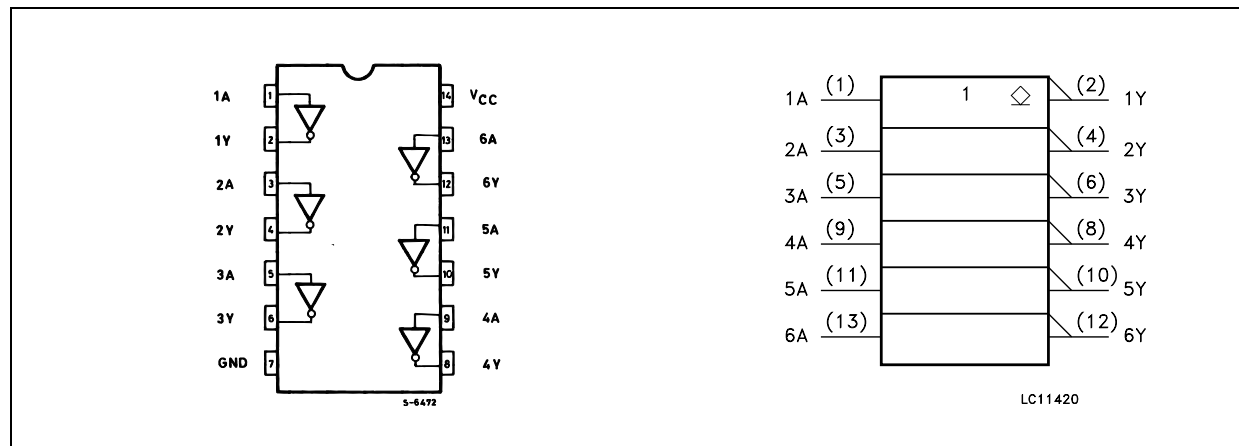 1A 1 14 VCC
1Y 2 13 6A
2A 3 12 6Y
2Y 4 11 5A
3A 5 10 5Y
3Y 6 9 4A
GND 7 8 4Y
S-6472
1A (1) 1 (2) 1Y
2A (3) (4) 2Y
3A (5) (6) 3Y
4A (9) (8) 4Y
5A (11) (10) 5Y
6A (13) (12) 6Y
LC11420